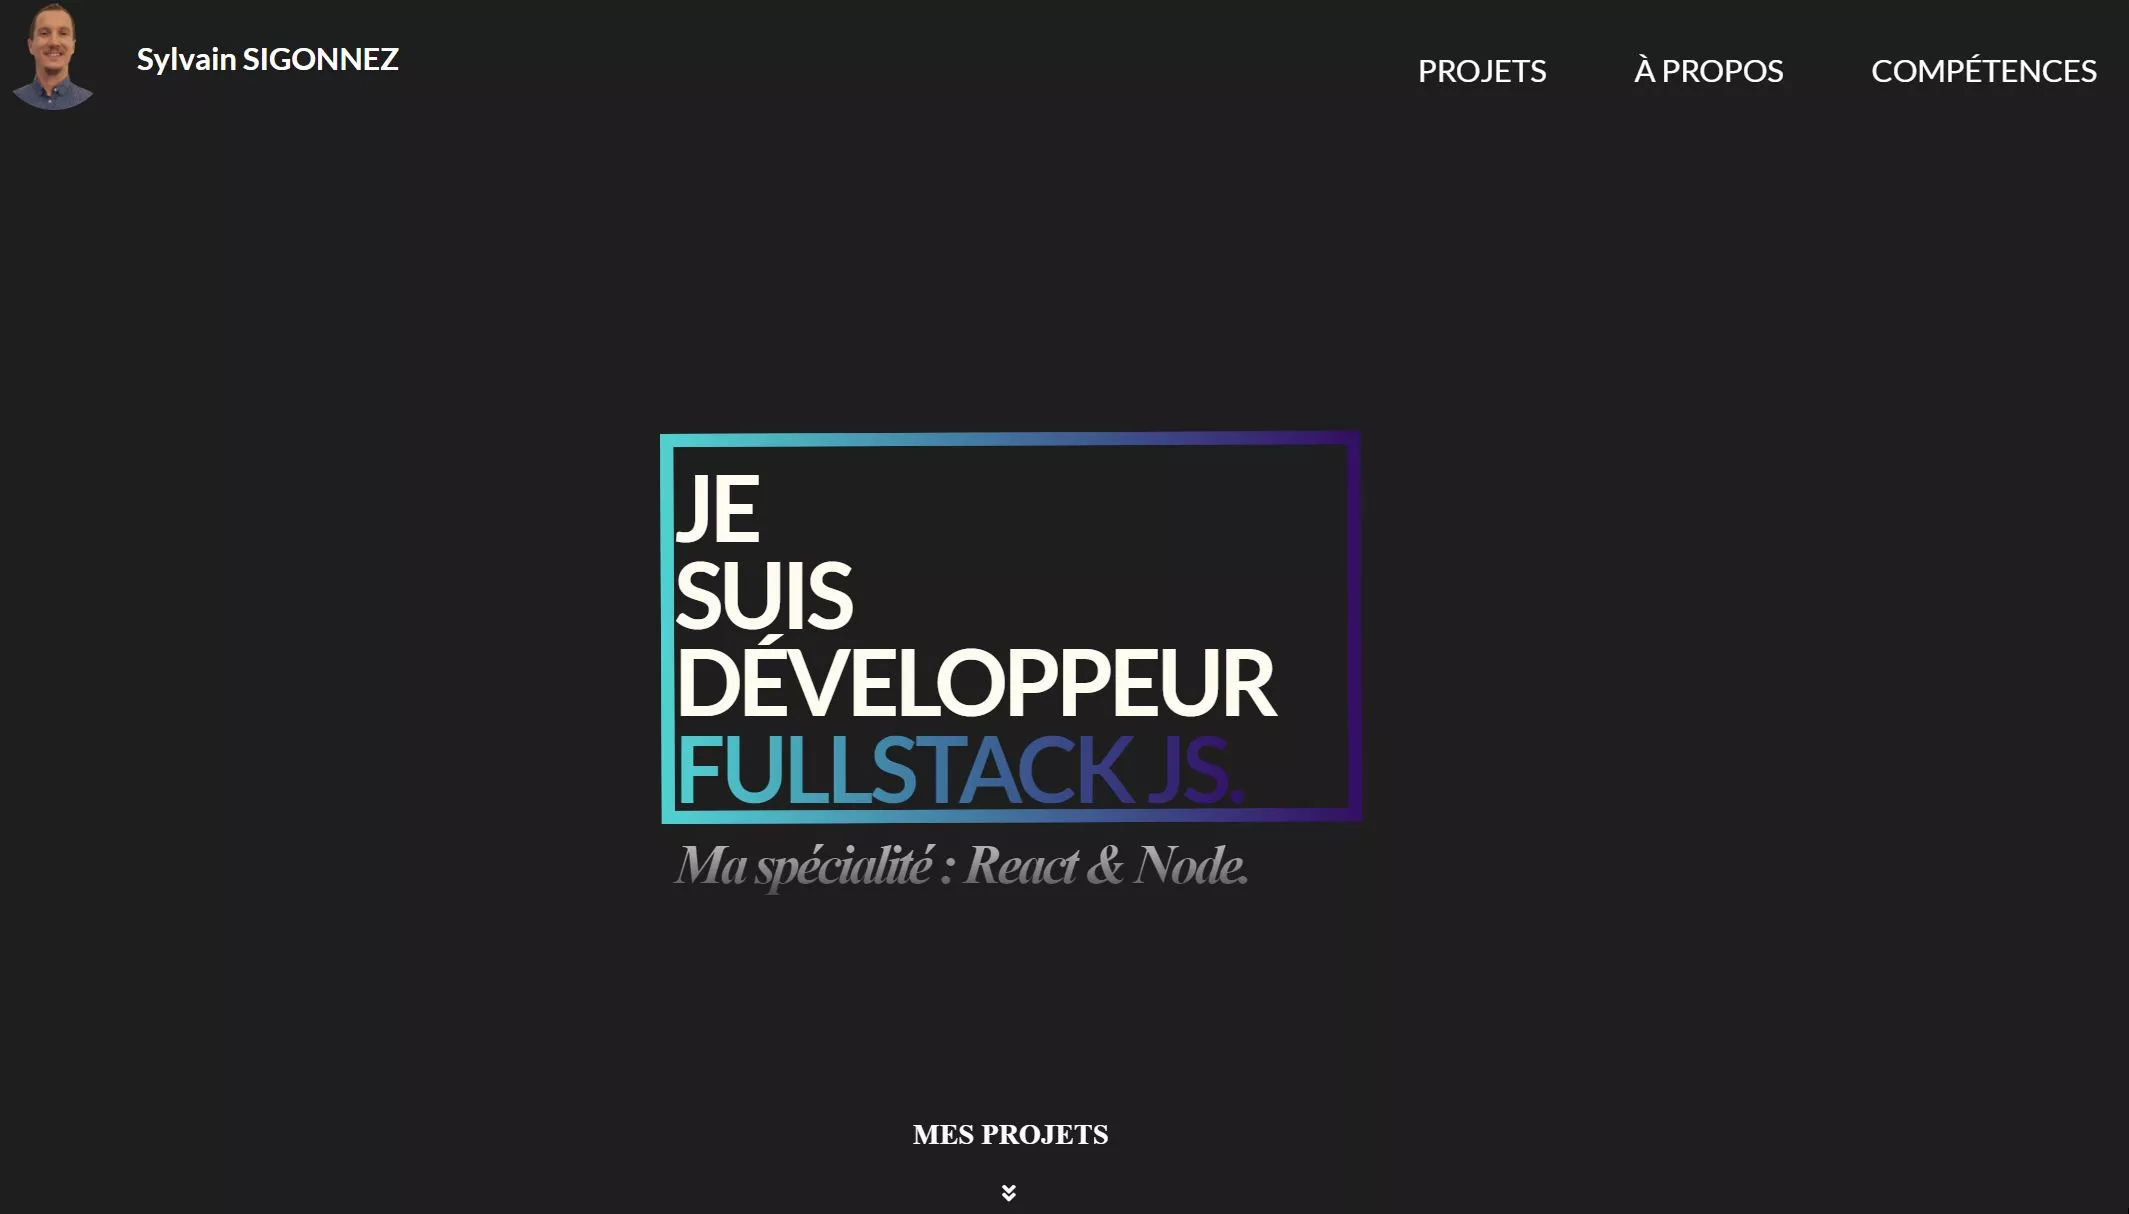 Sylvain SIGONNEZ
PROJETS
À PROPOS
COMPÉTENCES
JE
SUIS
DÉVELOPPEUR
FULLSTACK JS.
Ma spécialité : React & Node.
MES PROJETS